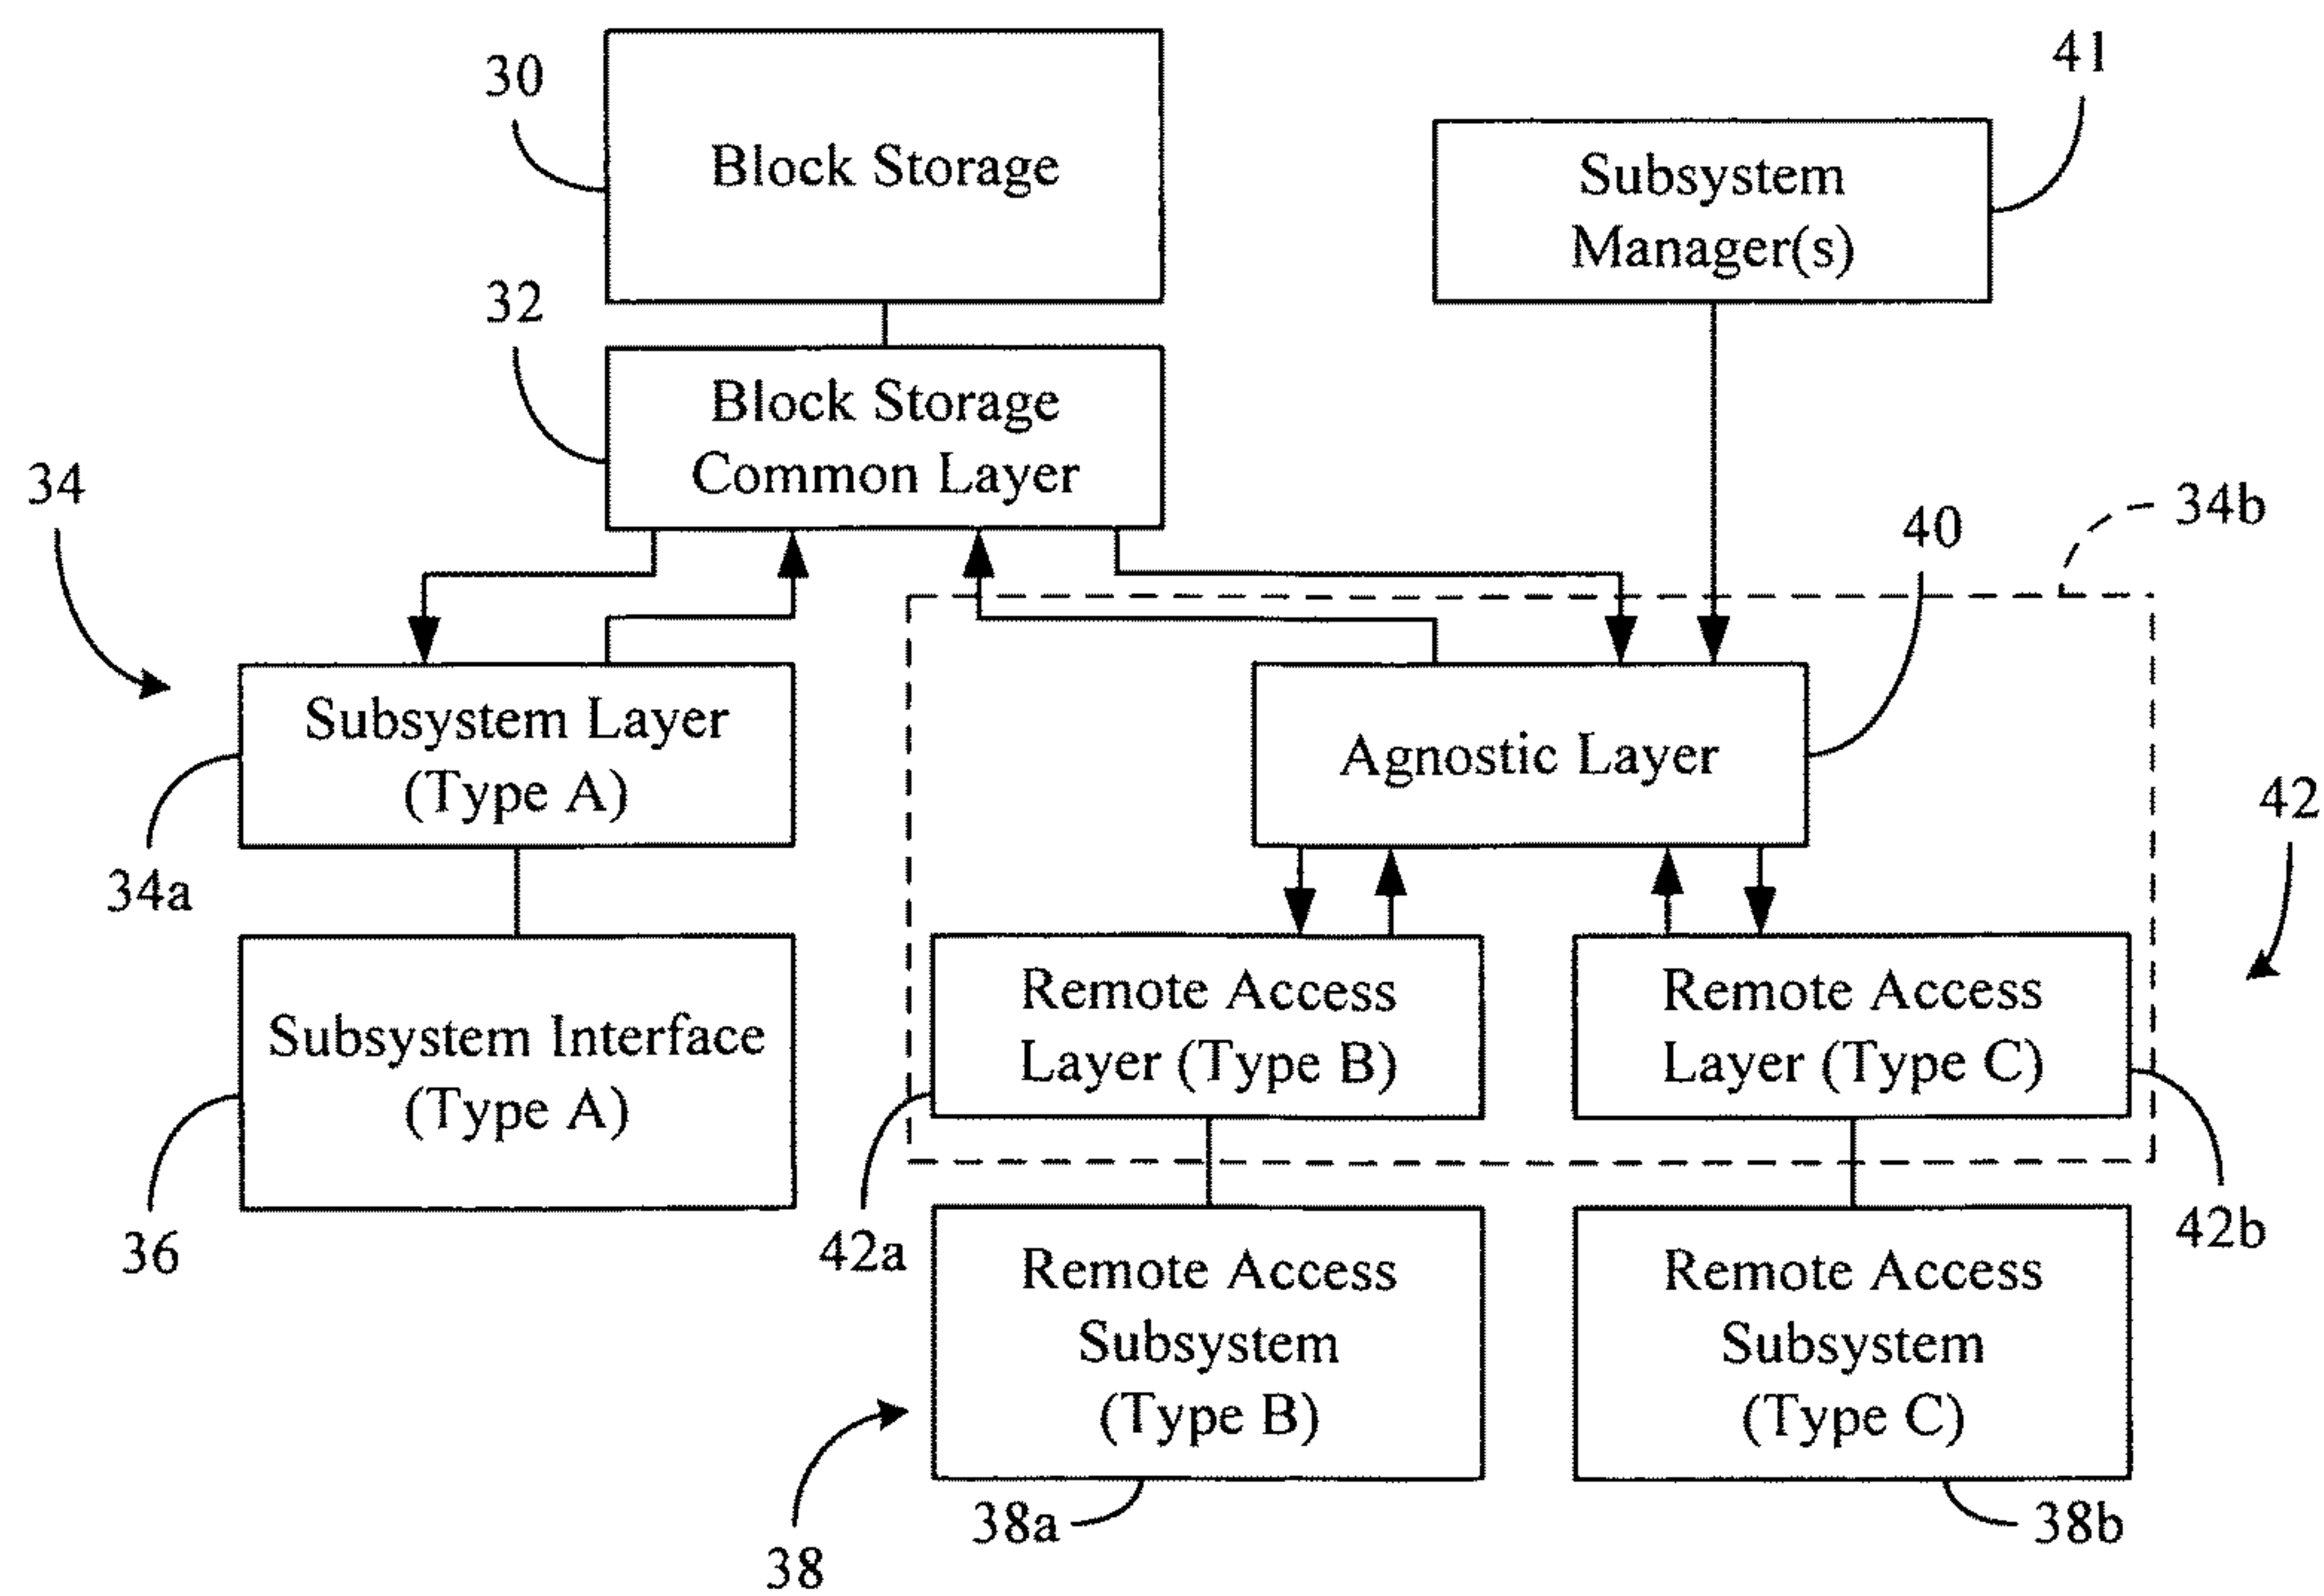 30
Block Storage
41
Subsystem
Manager(s)
32
Block Storage
Common Layer
34
34b
40
Subsystem Layer
(Type A)
34a
Agnostic Layer
42
Subsystem Interface
(Type A)
36
Remote Access
Layer (Type B)
42a
Remote Access
Layer (Type C)
42b
Remote Access
Subsystem
(Type B)
38
38a
Remote Access
Subsystem
(Type C)
38b